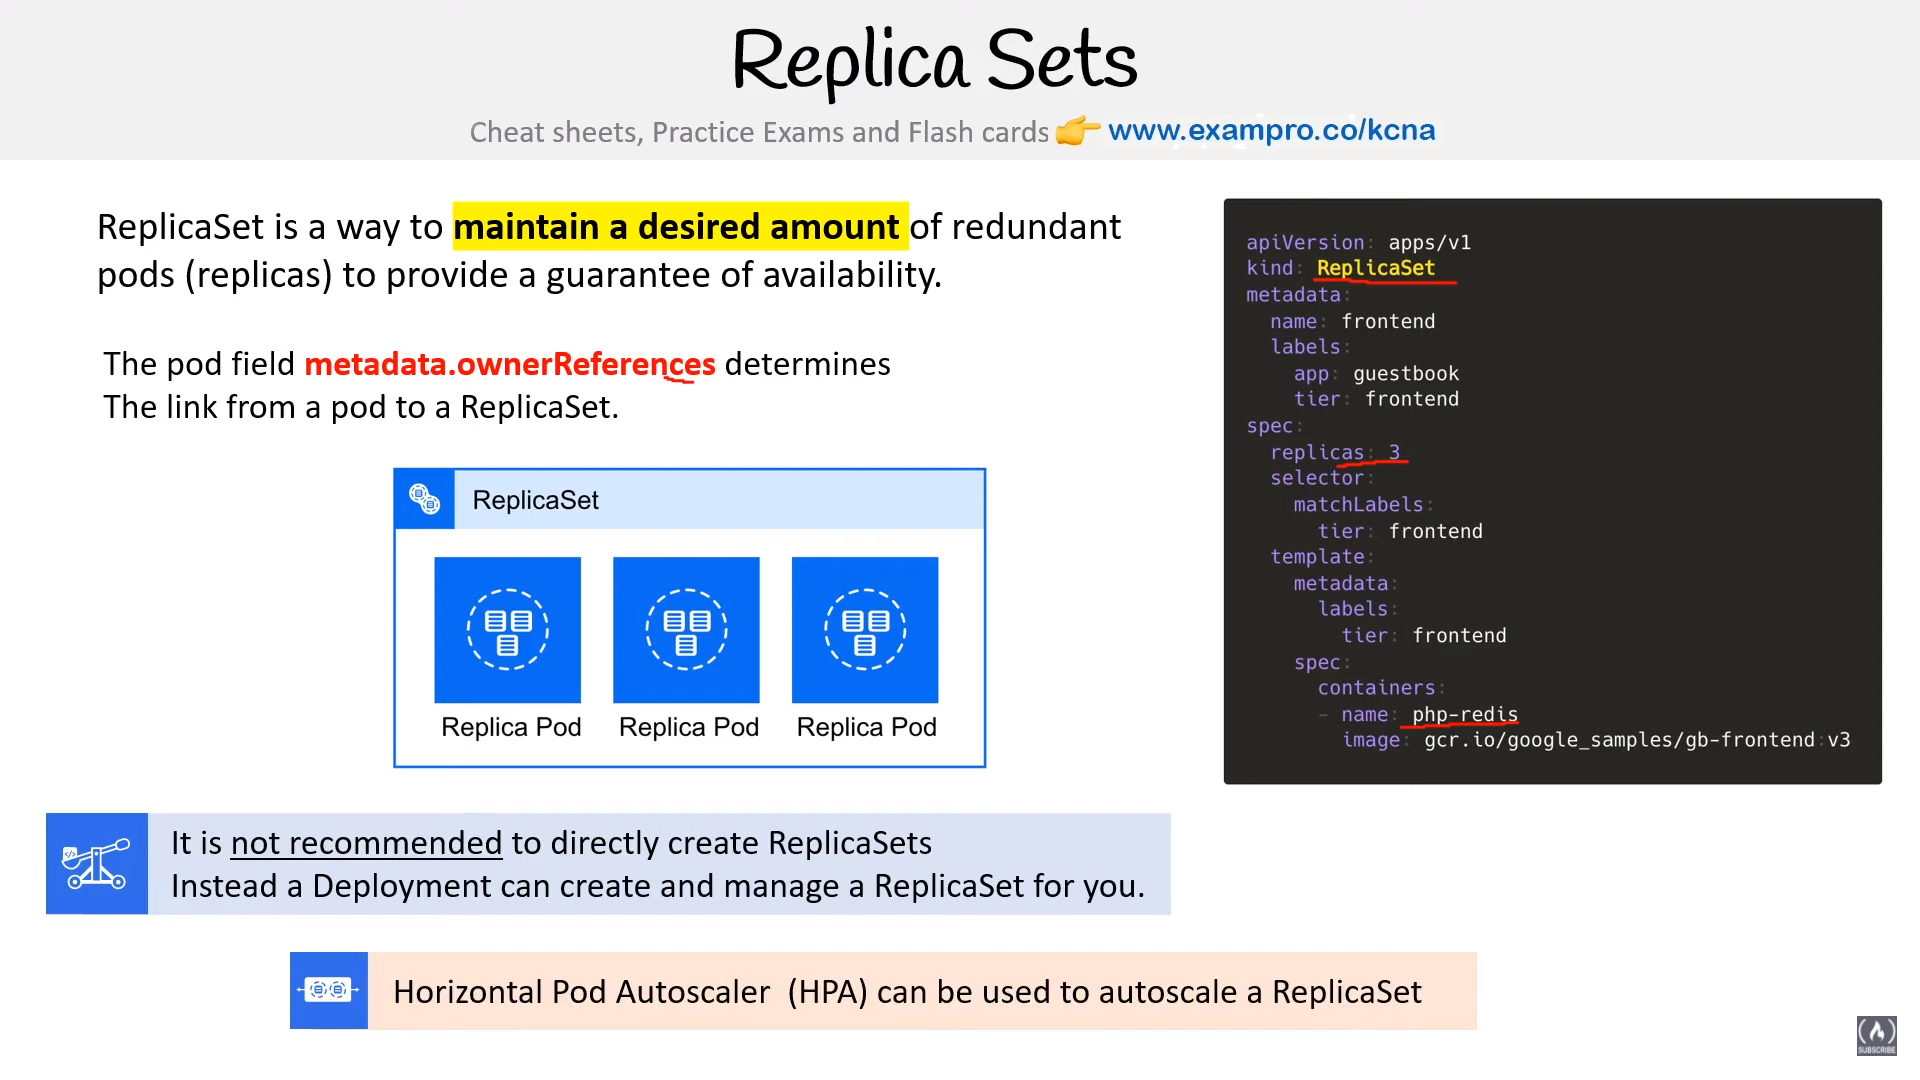 Replica Sets
Cheat sheets, Practice Exams and Flash cards 👉 www.exampro.co/kcna
ReplicaSet is a way to maintain a desired amount of redundant
pods (replicas) to provide a guarantee of availability.
The pod field metadata.ownerReferences determines
The link from a pod to a ReplicaSet.
ReplicaSet
Replica Pod Replica Pod Replica Pod
It is not recommended to directly create ReplicaSets
Instead a Deployment can create and manage a ReplicaSet for you.
Horizontal Pod Autoscaler (HPA) can be used to autoscale a ReplicaSet
apiVersion: apps/v1
kind: ReplicaSet
metadata:
  name: frontend
  labels:
    app: guestbook
    tier: frontend
spec:
  replicas: 3
  selector:
    matchLabels:
      tier: frontend
  template:
    metadata:
      labels:
        tier: frontend
    spec:
      containers:
      - name: php-redis
        image: gcr.io/google_samples/gb-frontend:v3
SUBSCRIBE